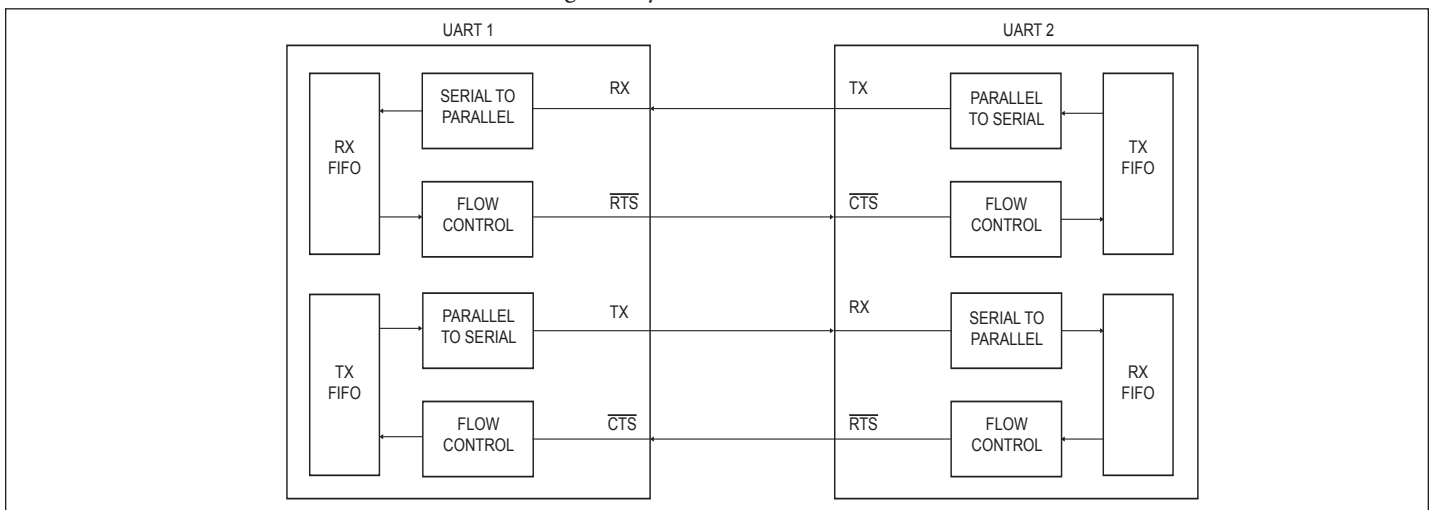 UART 1
UART 2
RX
FIFO
SERIAL TO
PARALLEL
RX
TX
PARALLEL
TO SERIAL
TX
FIFO
FLOW
CONTROL
RTS
CTS
FLOW
CONTROL
TX
FIFO
PARALLEL
TO SERIAL
TX
RX
SERIAL TO
PARALLEL
RX
FIFO
FLOW
CONTROL
CTS
RTS
FLOW
CONTROL